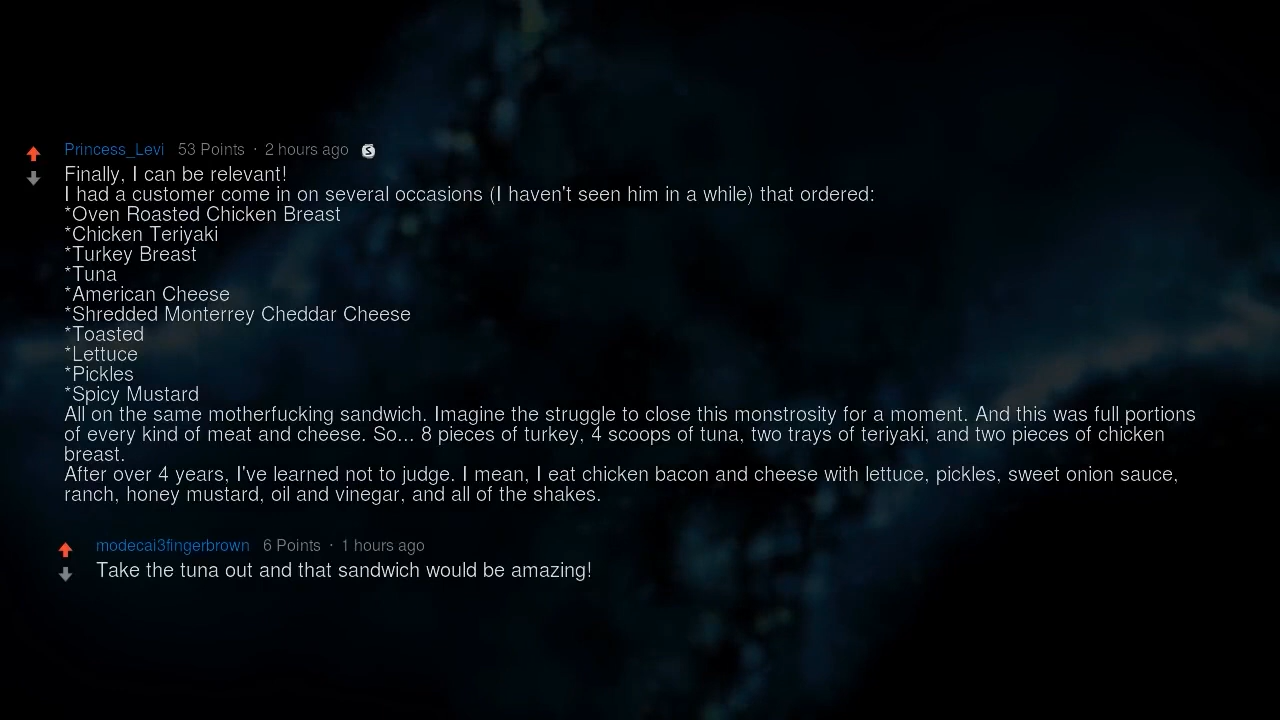 Princess_Levi 53 Points · 2 hours ago S
Finally, I can be relevant!
I had a customer come in on several occasions (I haven't seen him in a while) that ordered:
*Oven Roasted Chicken Breast
*Chicken Teriyaki
*Turkey Breast
*Tuna
*American Cheese
*Shredded Monterrey Cheddar Cheese
*Toasted
*Lettuce
*Pickles
*Spicy Mustard
All on the same motherfucking sandwich. Imagine the struggle to close this monstrosity for a moment. And this was full portions
of every kind of meat and cheese. So... 8 pieces of turkey, 4 scoops of tuna, two trays of teriyaki, and two pieces of chicken
breast.
After over 4 years, I've learned not to judge. I mean, I eat chicken bacon and cheese with lettuce, pickles, sweet onion sauce,
ranch, honey mustard, oil and vinegar, and all of the shakes.
modecai3fingerbrown 6 Points · 1 hours ago
Take the tuna out and that sandwich would be amazing!